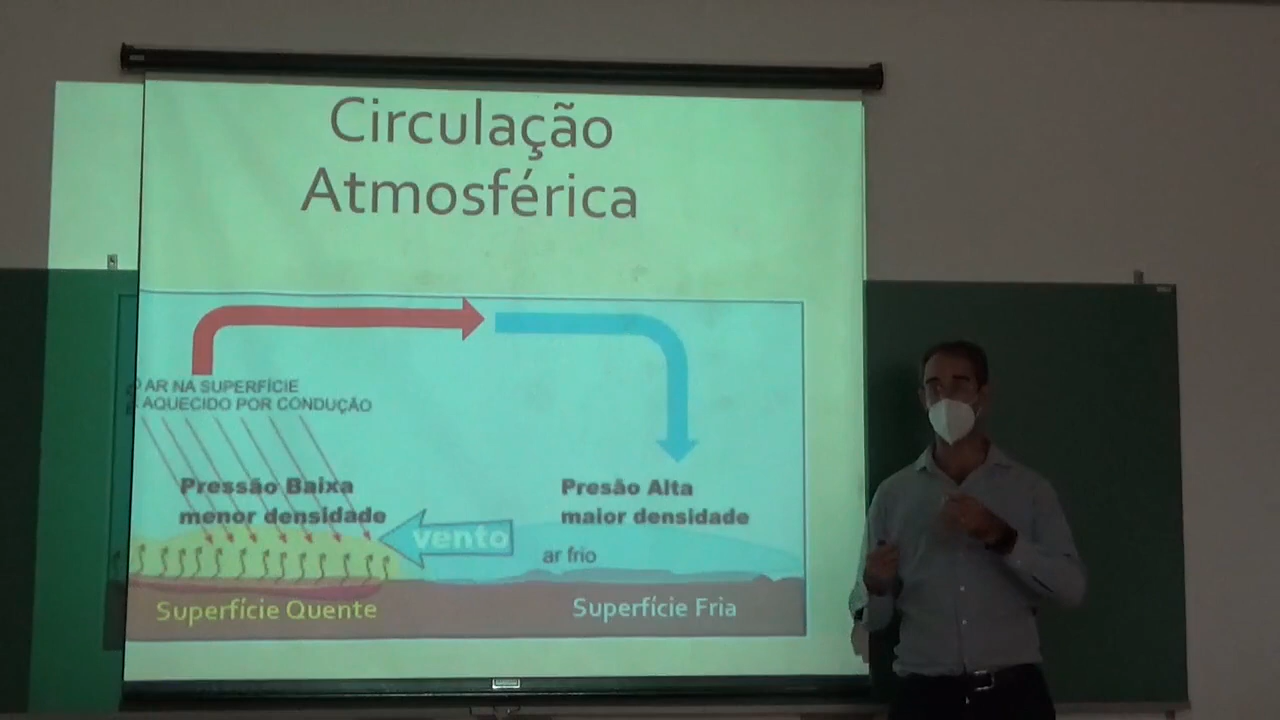 Circulação
Atmosférica
O AR NA SUPERFÍCIE
É AQUECIDO POR CONDUÇÃO
Pressão Baixa
menor densidade
Presão Alta
maior densidade
vento
ar frio
Superfície Quente
Superfície Fria